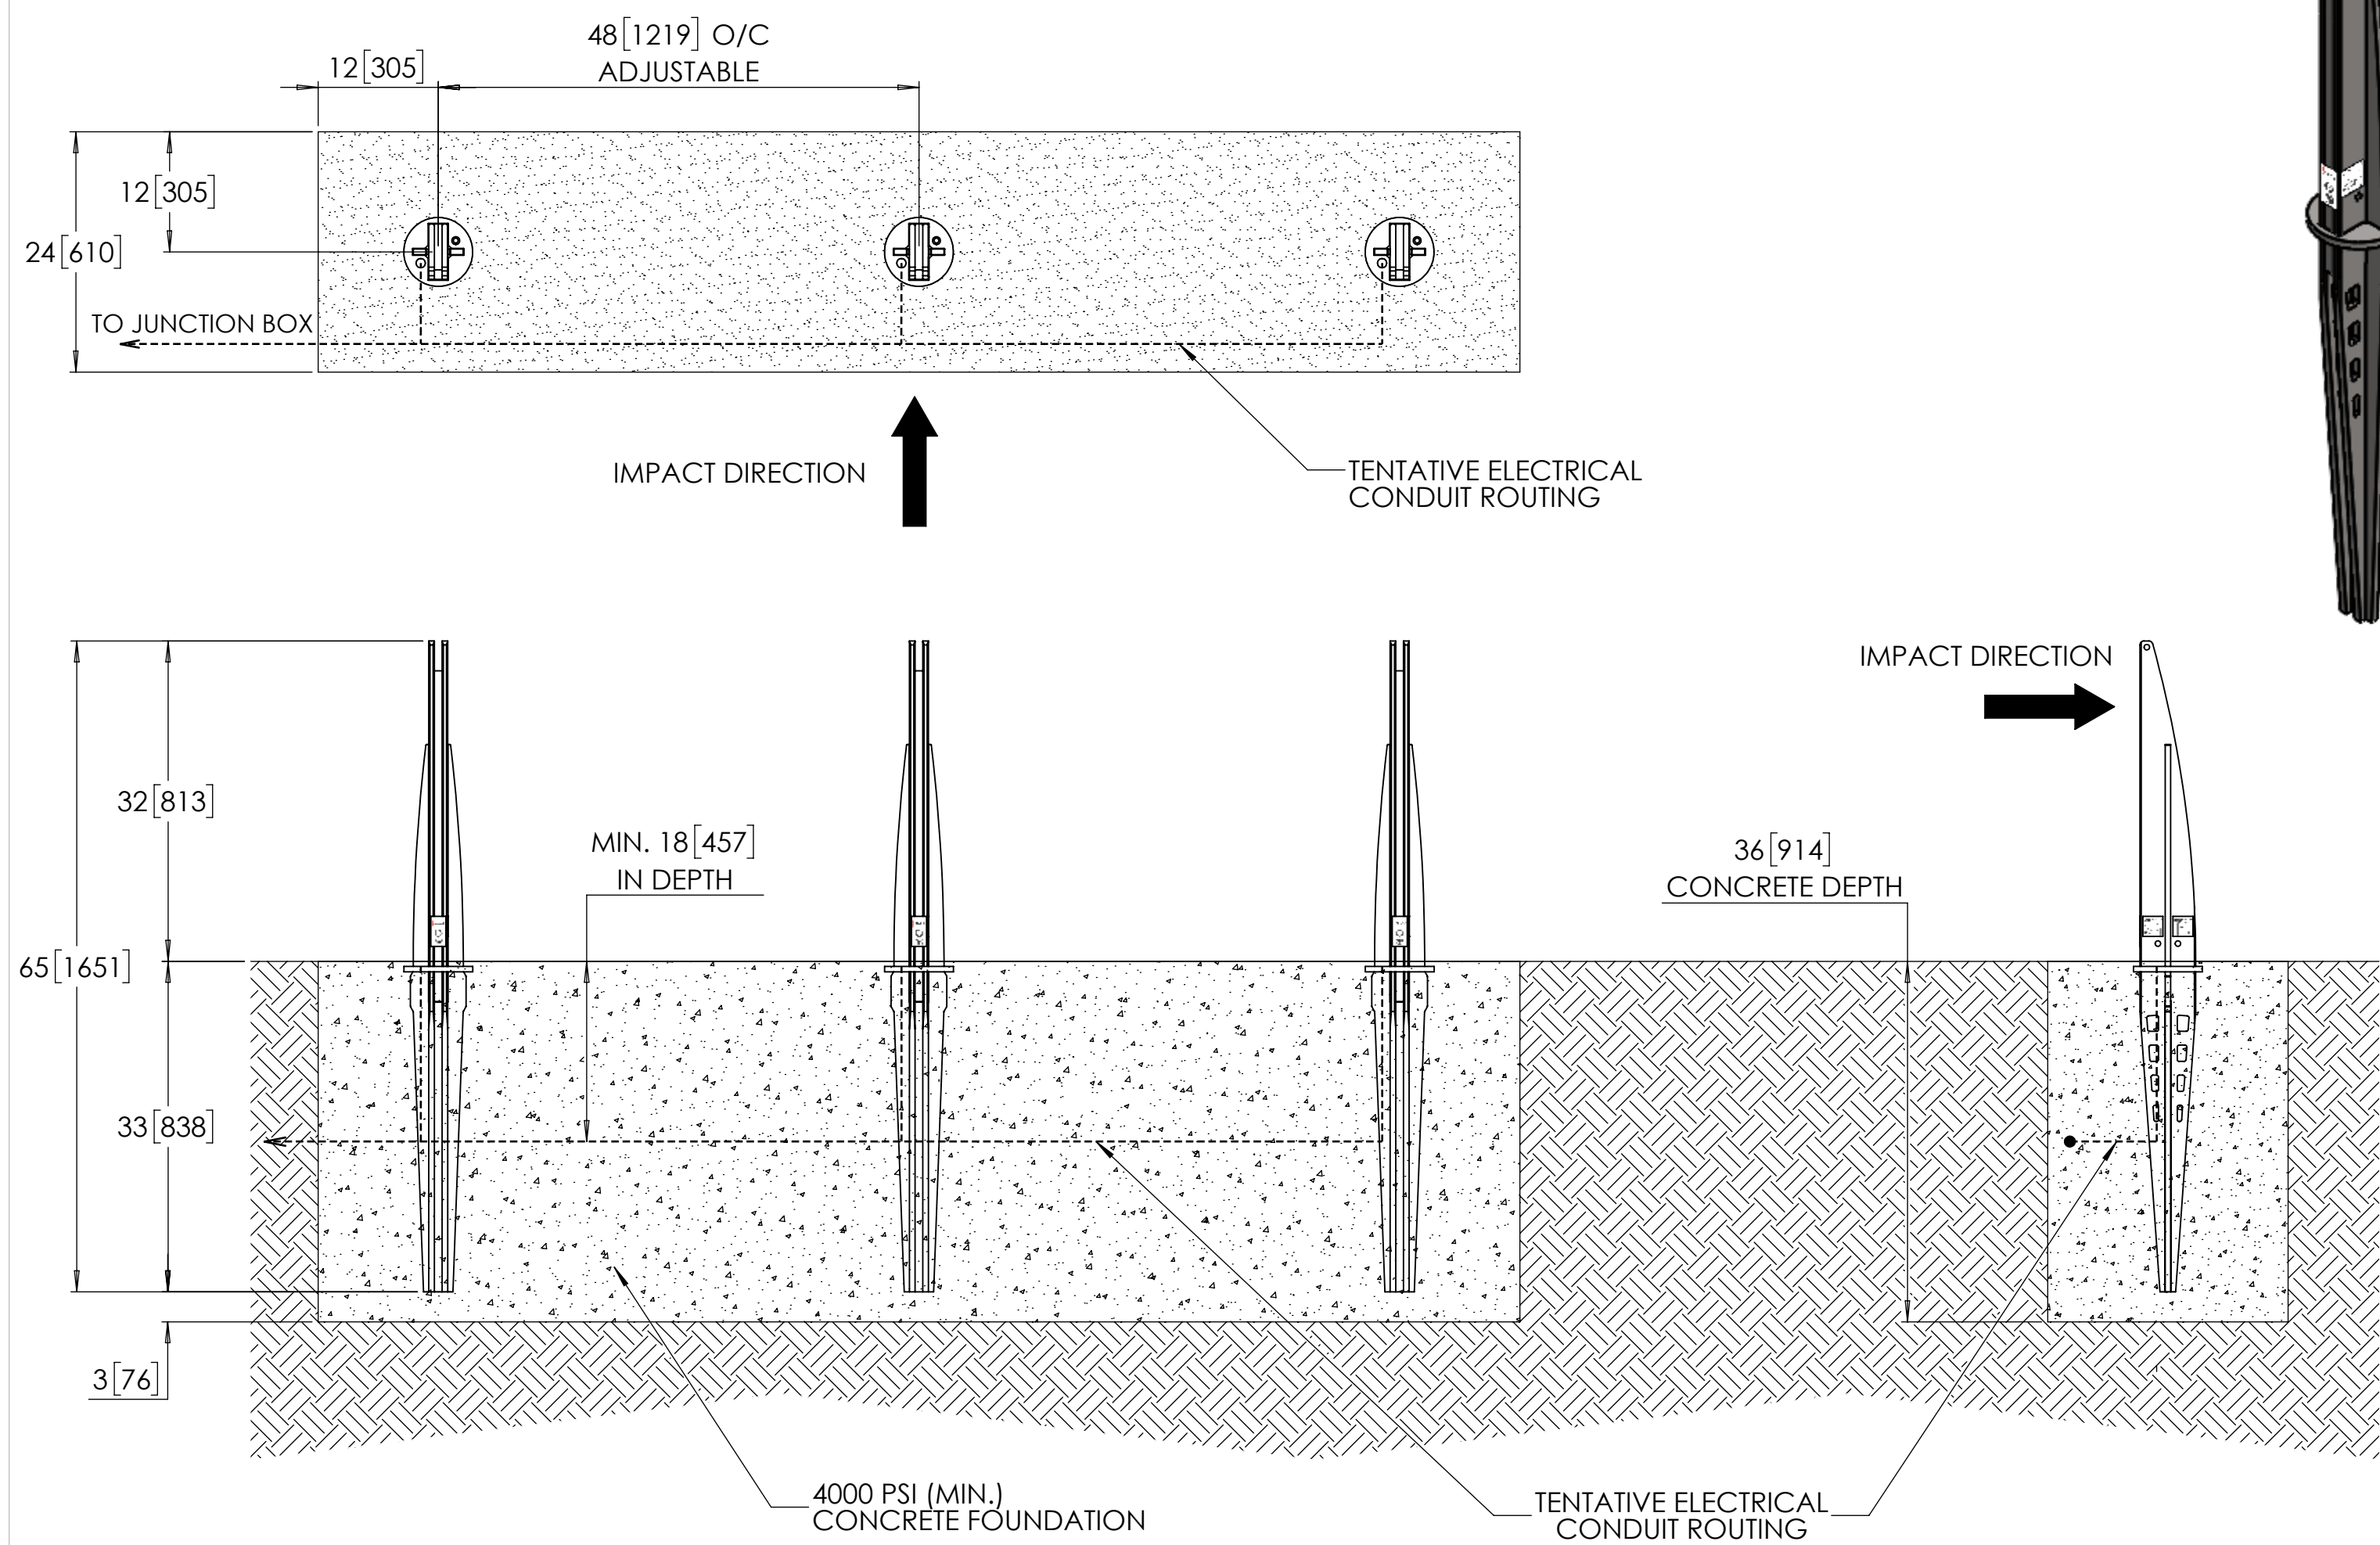 48[1219] O/C
ADJUSTABLE
12[305]
12[305]
24[610]
TO JUNCTION BOX
IMPACT DIRECTION
TENTATIVE ELECTRICAL
CONDUIT ROUTING
IMPACT DIRECTION
32[813]
MIN. 18[457]
IN DEPTH
36[914]
CONCRETE DEPTH
65[1651]
33[838]
3[76]
4000 PSI (MIN.)
CONCRETE FOUNDATION
TENTATIVE ELECTRICAL
CONDUIT ROUTING